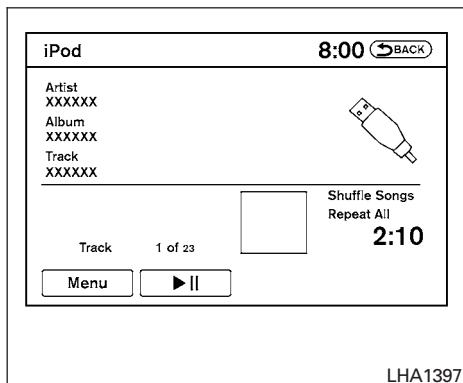 iPod 8:00 BACK
Artist
XXXXXX
Album
XXXXXX
Track
XXXXXX
Shuffle Songs
Repeat All
2:10
Track 1 of 23
Menu
LHA1397